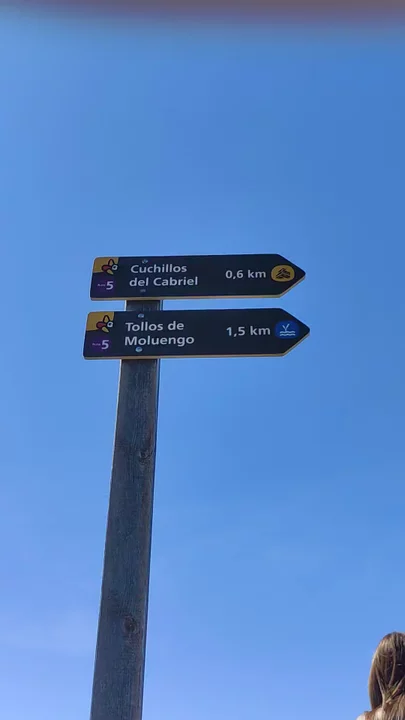 Cuchillos
del Cabriel
0,6 km
5
Tollos de
Moluengo
1,5 km
5